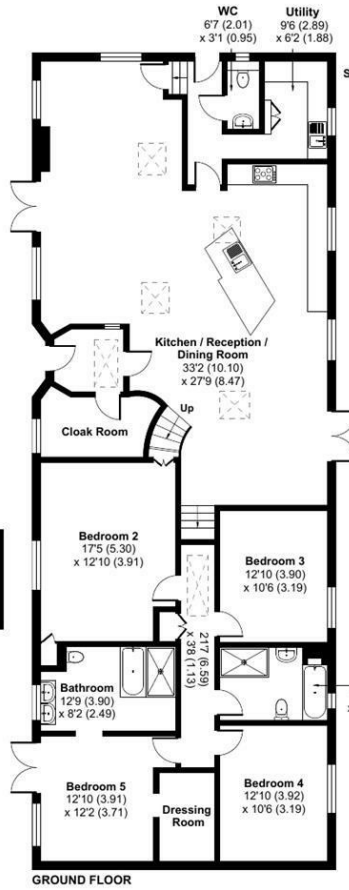 WC
6'7 (2.01)
x 3'1 (0.95)
Utility
9'6 (2.89)
x 6'2 (1.88)
S
Kitchen / Reception /
Dining Room
33'2 (10.10)
x 27'9 (8.47)
Up
Cloak Room
Bedroom 2
17'5 (5.30)
x 12'10 (3.91)
Bedroom 3
12'10 (3.90)
x 10'6 (3.19)
21'7 (6.59)
x 3'8 (1.13)
Bathroom
12'9 (3.90)
x 8'2 (2.49)
Bedroom 5
12'10 (3.91)
x 12'2 (3.71)
Dressing
Room
Bedroom 4
12'10 (3.92)
x 10'6 (3.19)
GROUND FLOOR